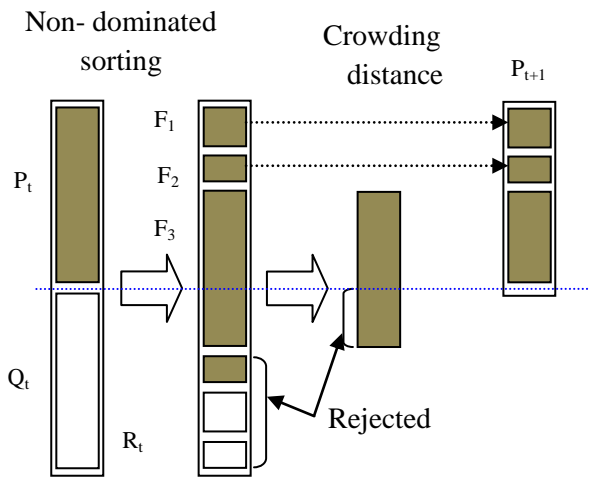 Non- dominated
sorting
Crowding
distance
P_{t+1}
F_1
F_2
P_t
F_3
Q_t
R_t
Rejected